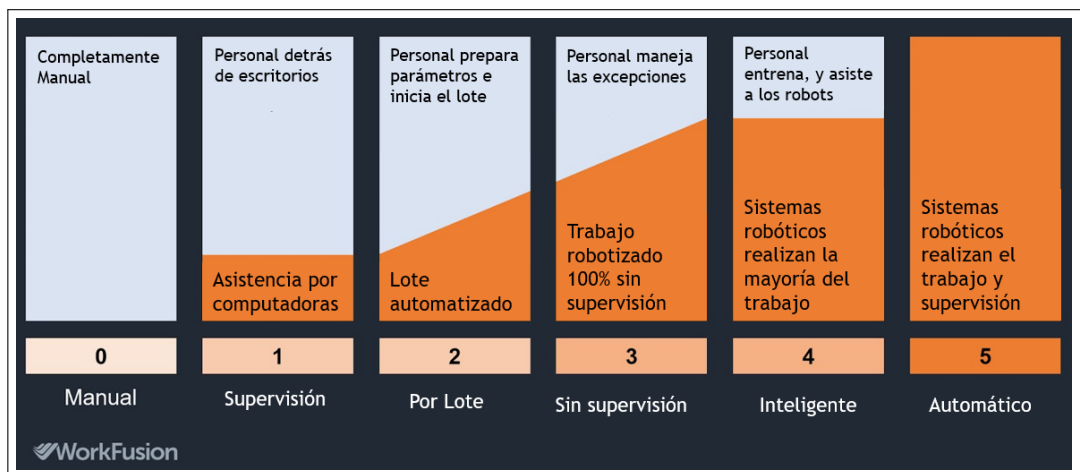 Completamente
Manual
Personal detrás
de escritorios
Personal prepara
parámetros e
inicia el lote
Personal maneja
las excepciones
Personal
entrena, y asiste
a los robots
Asistencia por
computadoras
Lote
automatizado
Trabajo
robotizado
100% sin
supervisión
Sistemas
robóticos
realizan la
mayoría del
trabajo
Sistemas
robóticos
realizan el
trabajo y
supervisión
0
1
2
3
4
5
Manual
Supervisión
Por Lote
Sin supervisión
Inteligente
Automático
WorkFusion